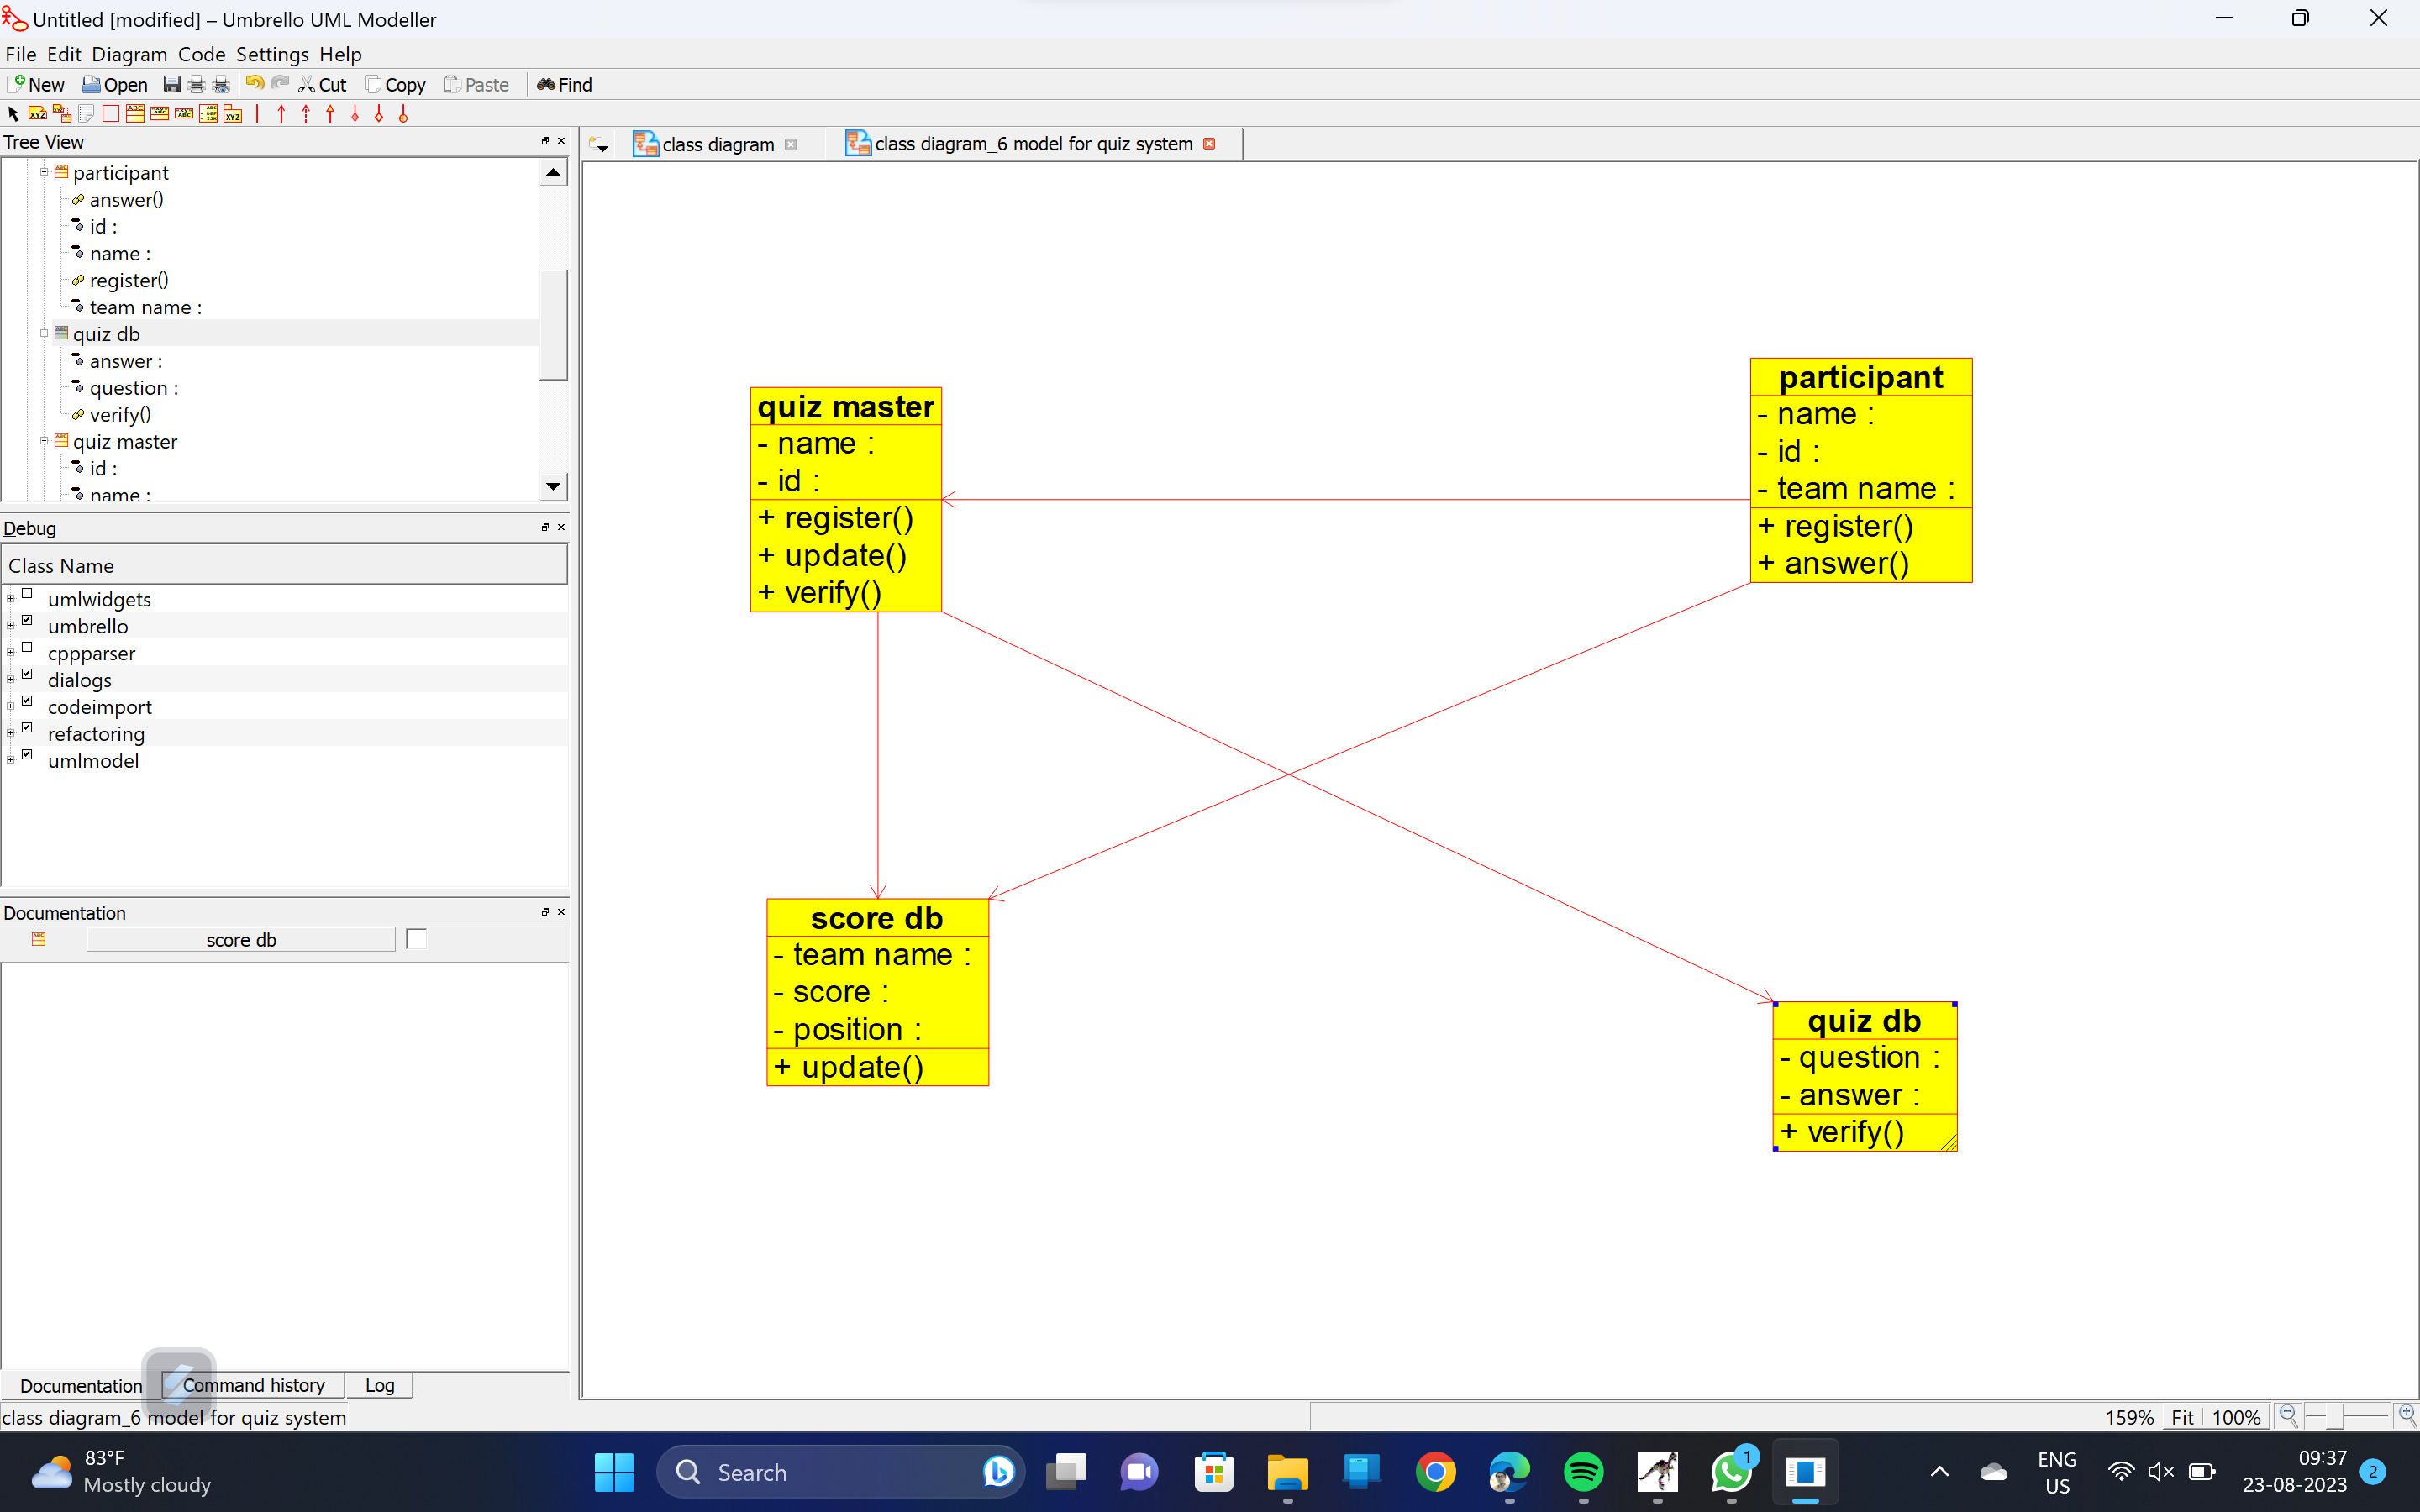 Untitled [modified] – Umbrello UML Modeller
File Edit Diagram Code Settings Help
New Open Cut Copy Paste Find
Tree View
participant
answer()
id :
name :
register()
team name :
quiz db
answer :
question :
verify()
quiz master
id :
name :
Debug
Class Name
umlwidgets
umbrello
cppparser
dialogs
codeimport
refactoring
umlmodel
Documentation
score db
Documentation Command history Log
class diagram_6 model for quiz system
class diagram class diagram_6 model for quiz system
quiz master
- name :
- id :
+ register()
+ update()
+ verify()
participant
- name :
- id :
- team name :
+ register()
+ answer()
score db
- team name :
- score :
- position :
+ update()
quiz db
- question :
- answer :
+ verify()
159% Fit 100%
83°F
Mostly cloudy
Search
1
ENG
US
09:37
23-08-2023
2